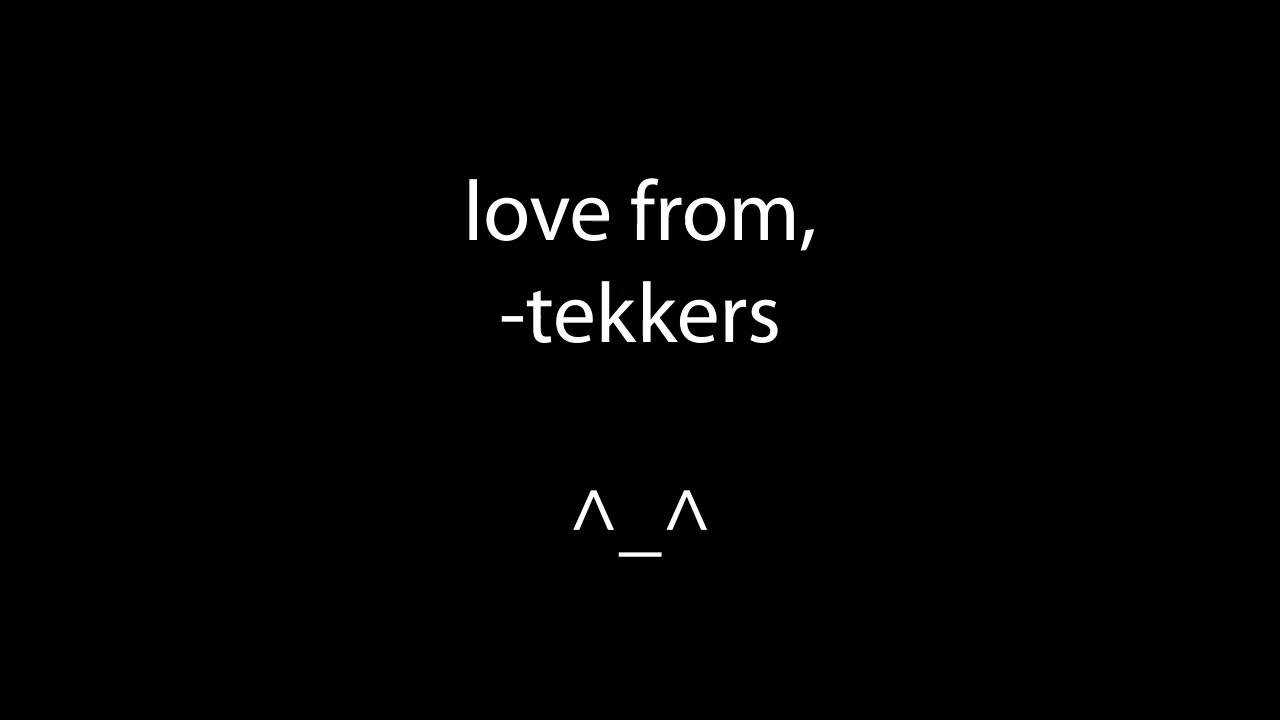 love from,
-tekkers
^_^